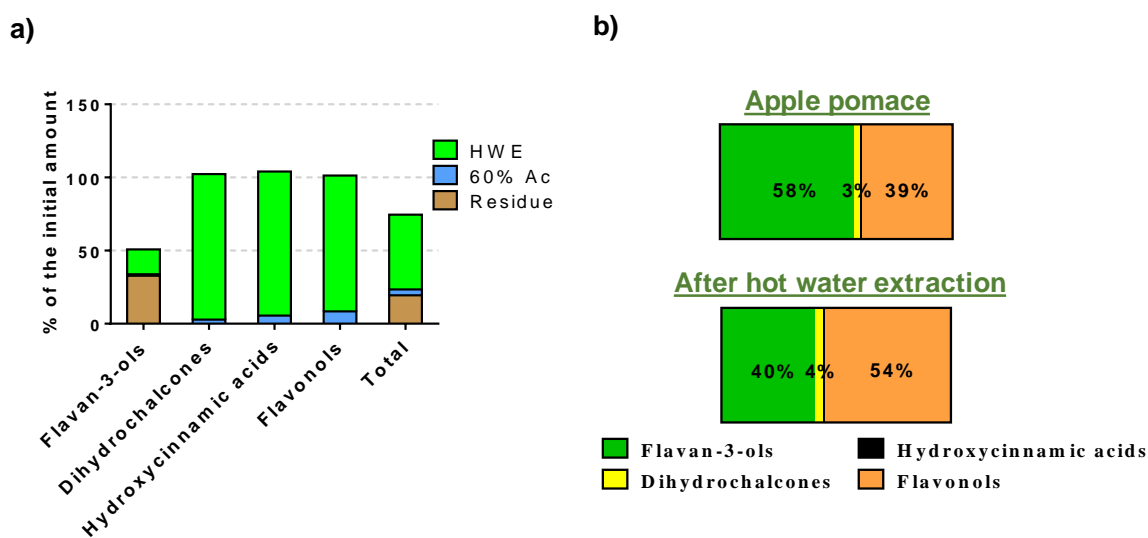 a)
% of the initial amount
150
100
50
0
HWE
60% Ac
Residue
Flavan-3-ols
Dihydrochalcones
Hydroxycinnamic acids
Flavonols
Total
b)
Apple pomace
58% 3% 39%
After hot water extraction
40% 4% 54%
Flavan-3-ols
Hydroxycinnamic acids
Dihydrochalcones
Flavonols